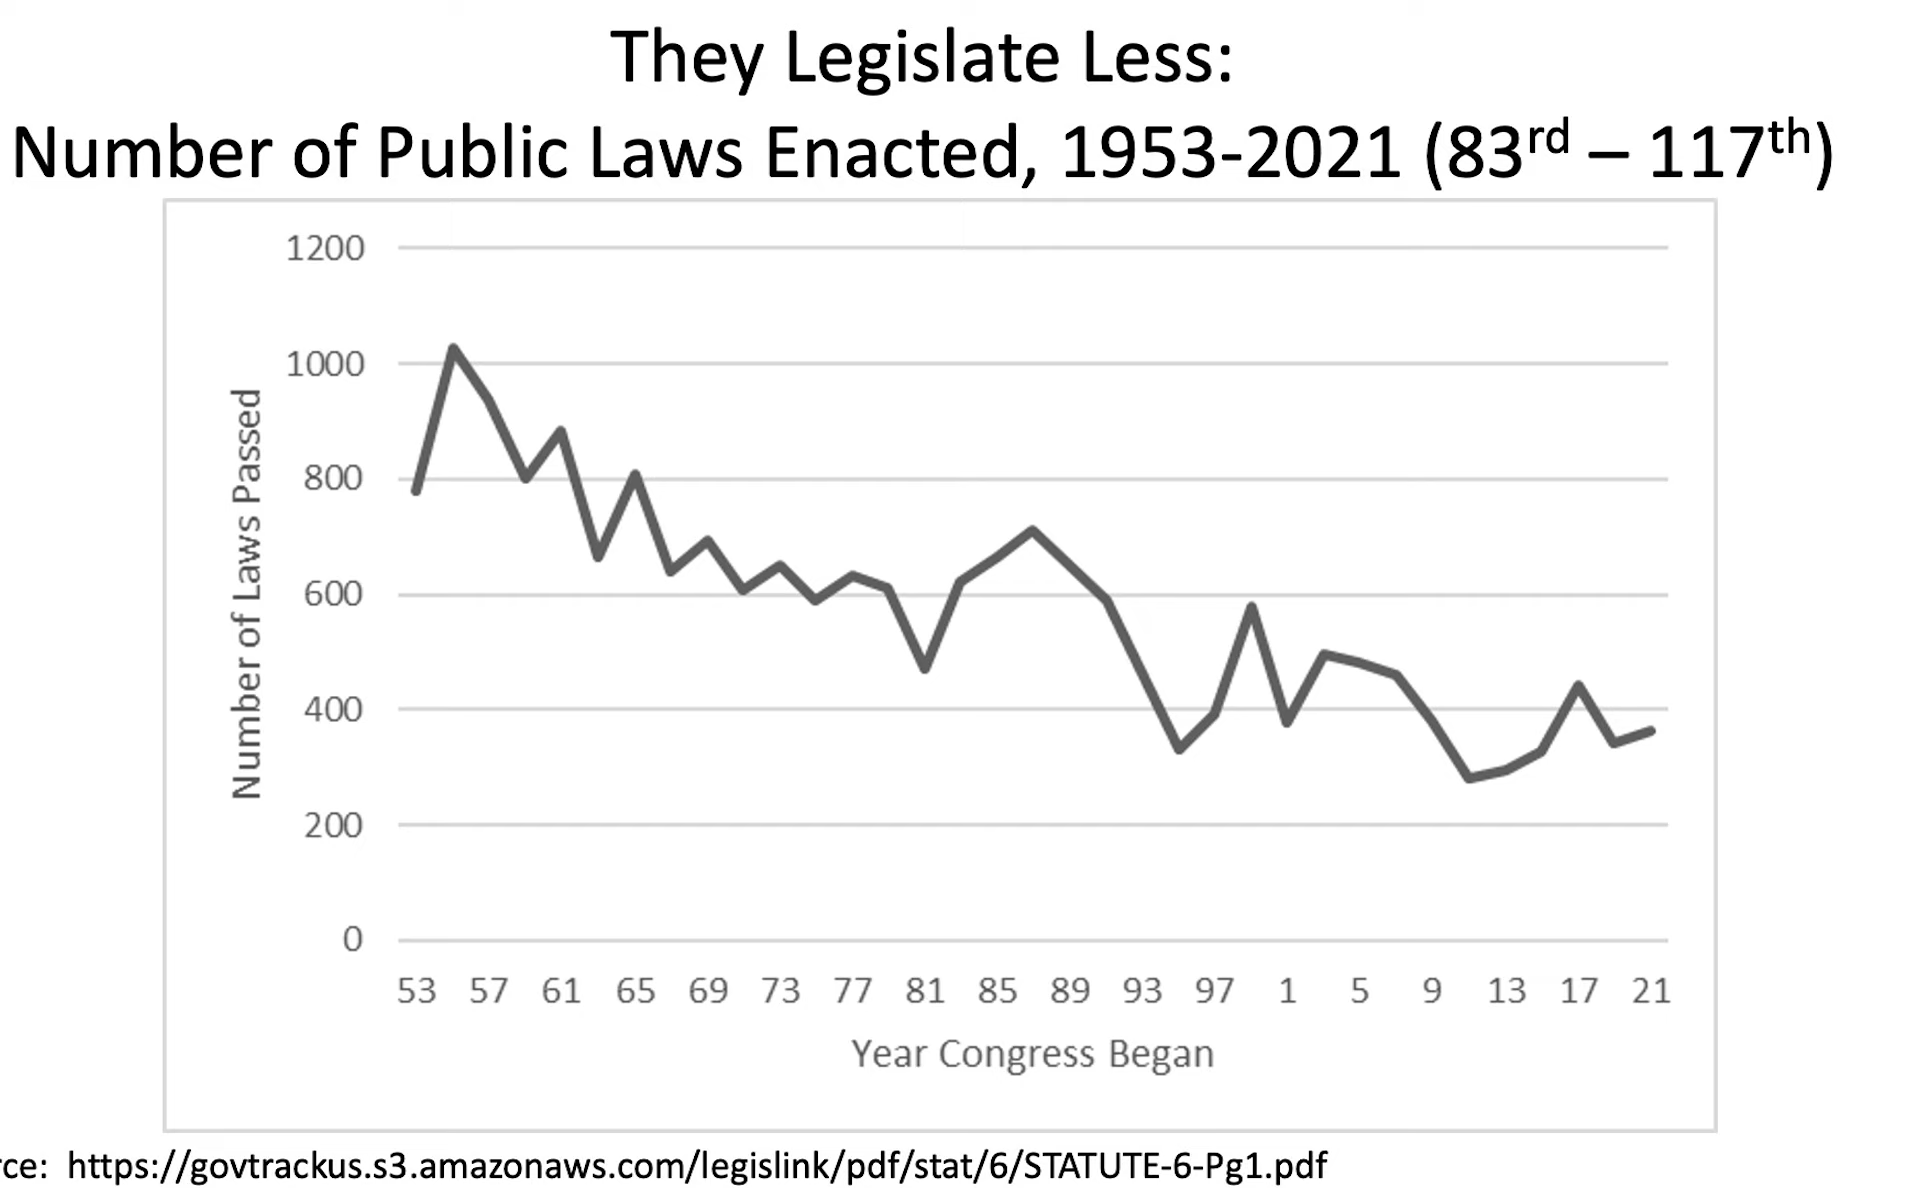 They Legislate Less:
Number of Public Laws Enacted, 1953-2021 (83rd – 117th)
1200
1000
800
600
400
200
0
Number of Laws Passed
53 57 61 65 69 73 77 81 85 89 93 97 1 5 9 13 17 21
Year Congress Began
rce: https://govtrackus.s3.amazonaws.com/legislink/pdf/stat/6/STATUTE-6-Pg1.pdf